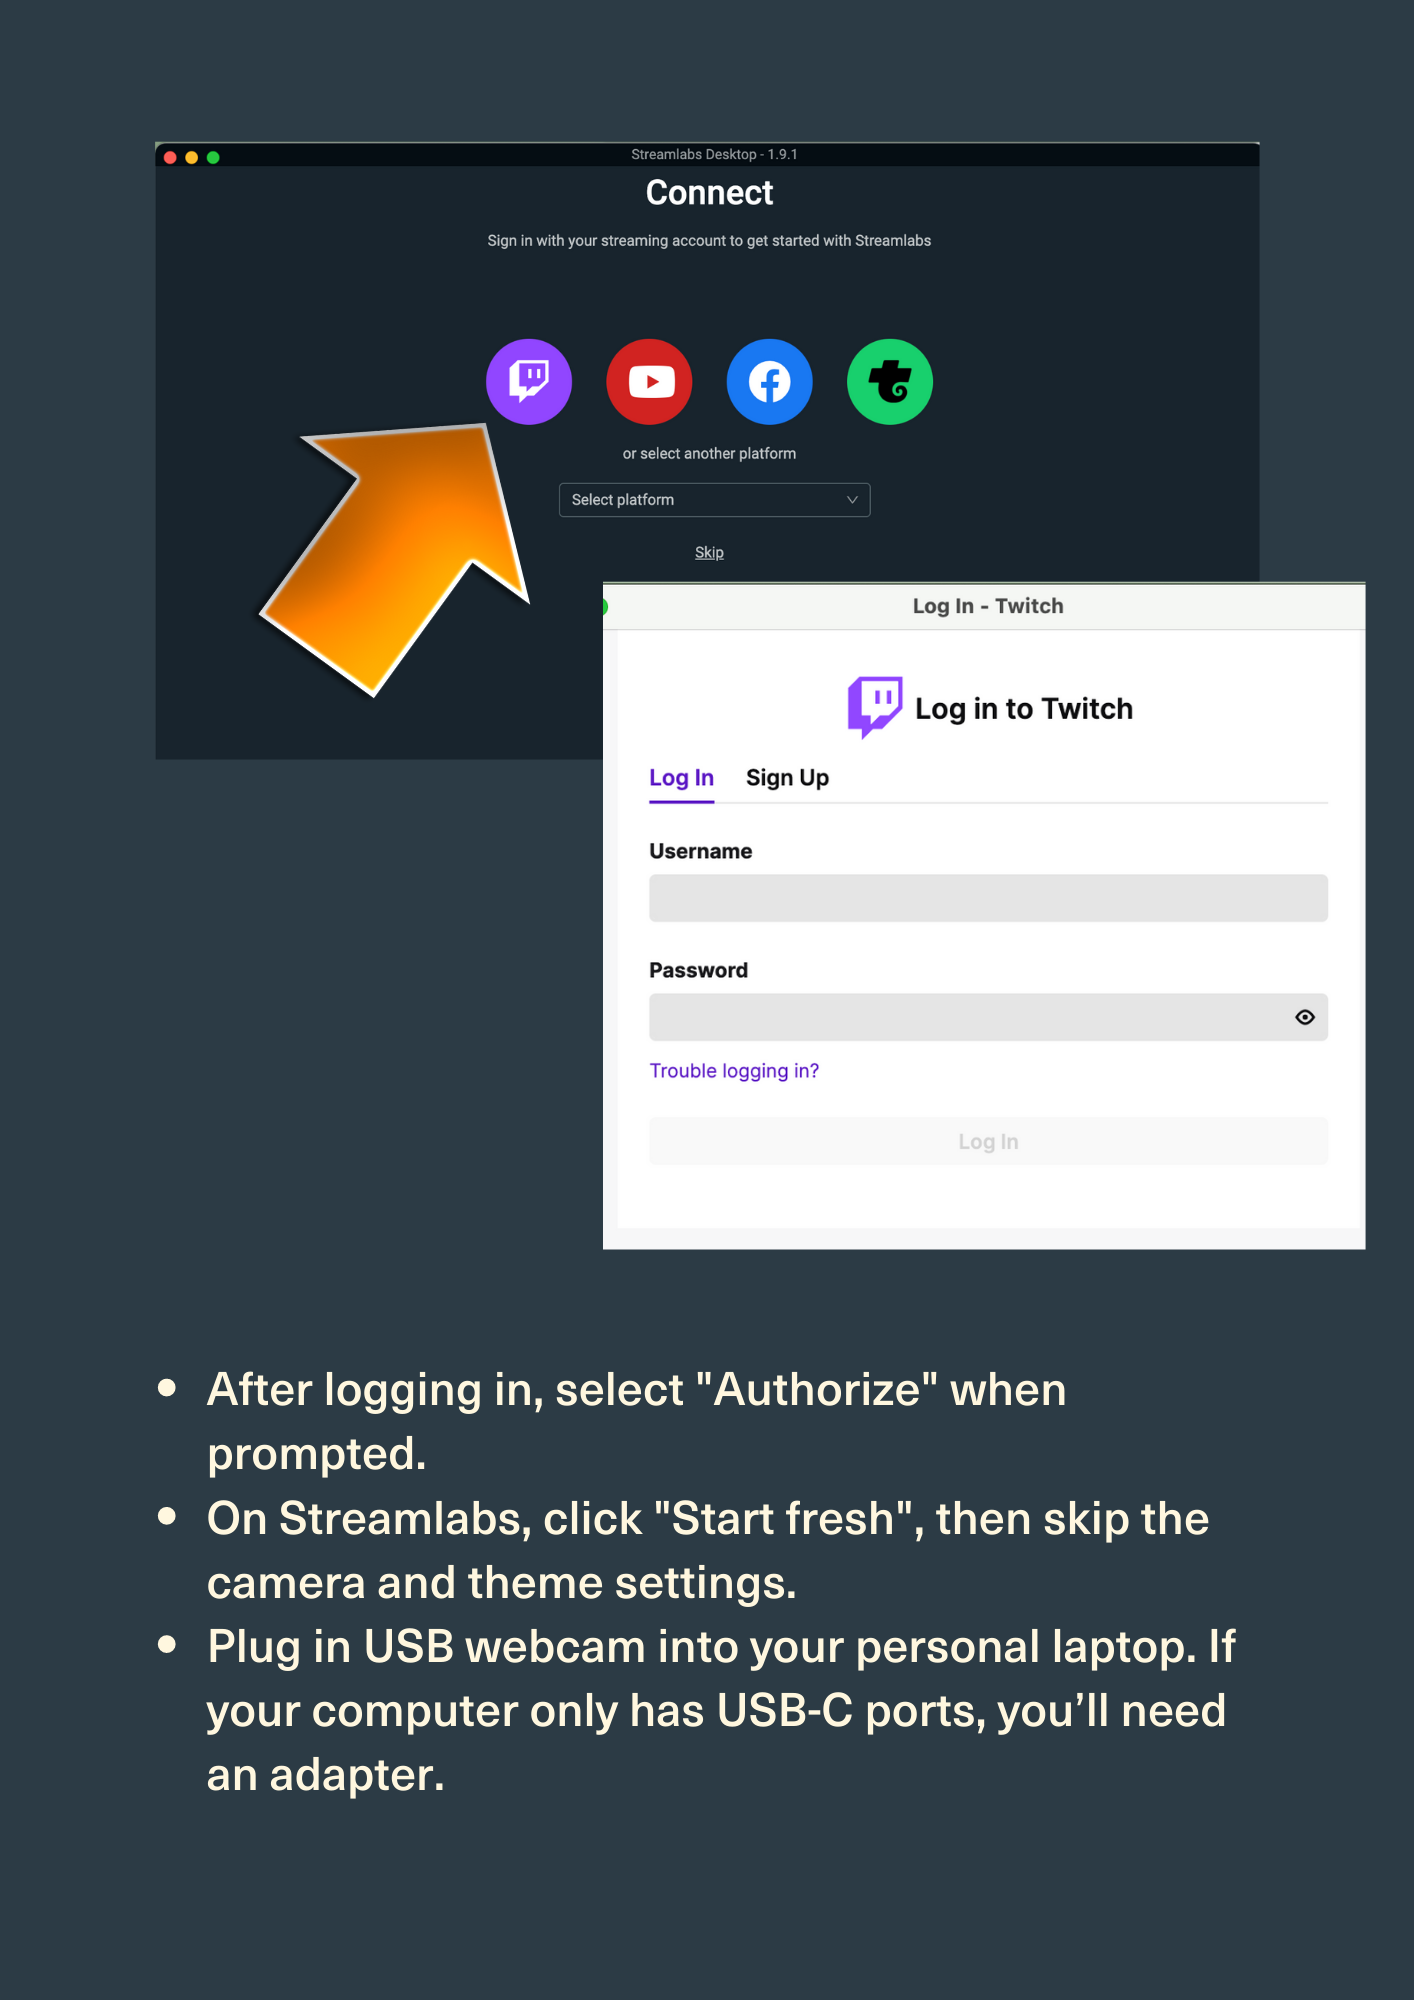 Streamlabs Desktop - 1.9.1
Connect
Sign in with your streaming account to get started with Streamlabs
or select another platform
Select platform
Skip
Log In - Twitch
Log in to Twitch
Log In Sign Up
Username
Password
Trouble logging in?
Log In
• After logging in, select "Authorize" when
prompted.
• On Streamlabs, click "Start fresh", then skip the
camera and theme settings.
• Plug in USB webcam into your personal laptop. If
your computer only has USB-C ports, you’ll need
an adapter.